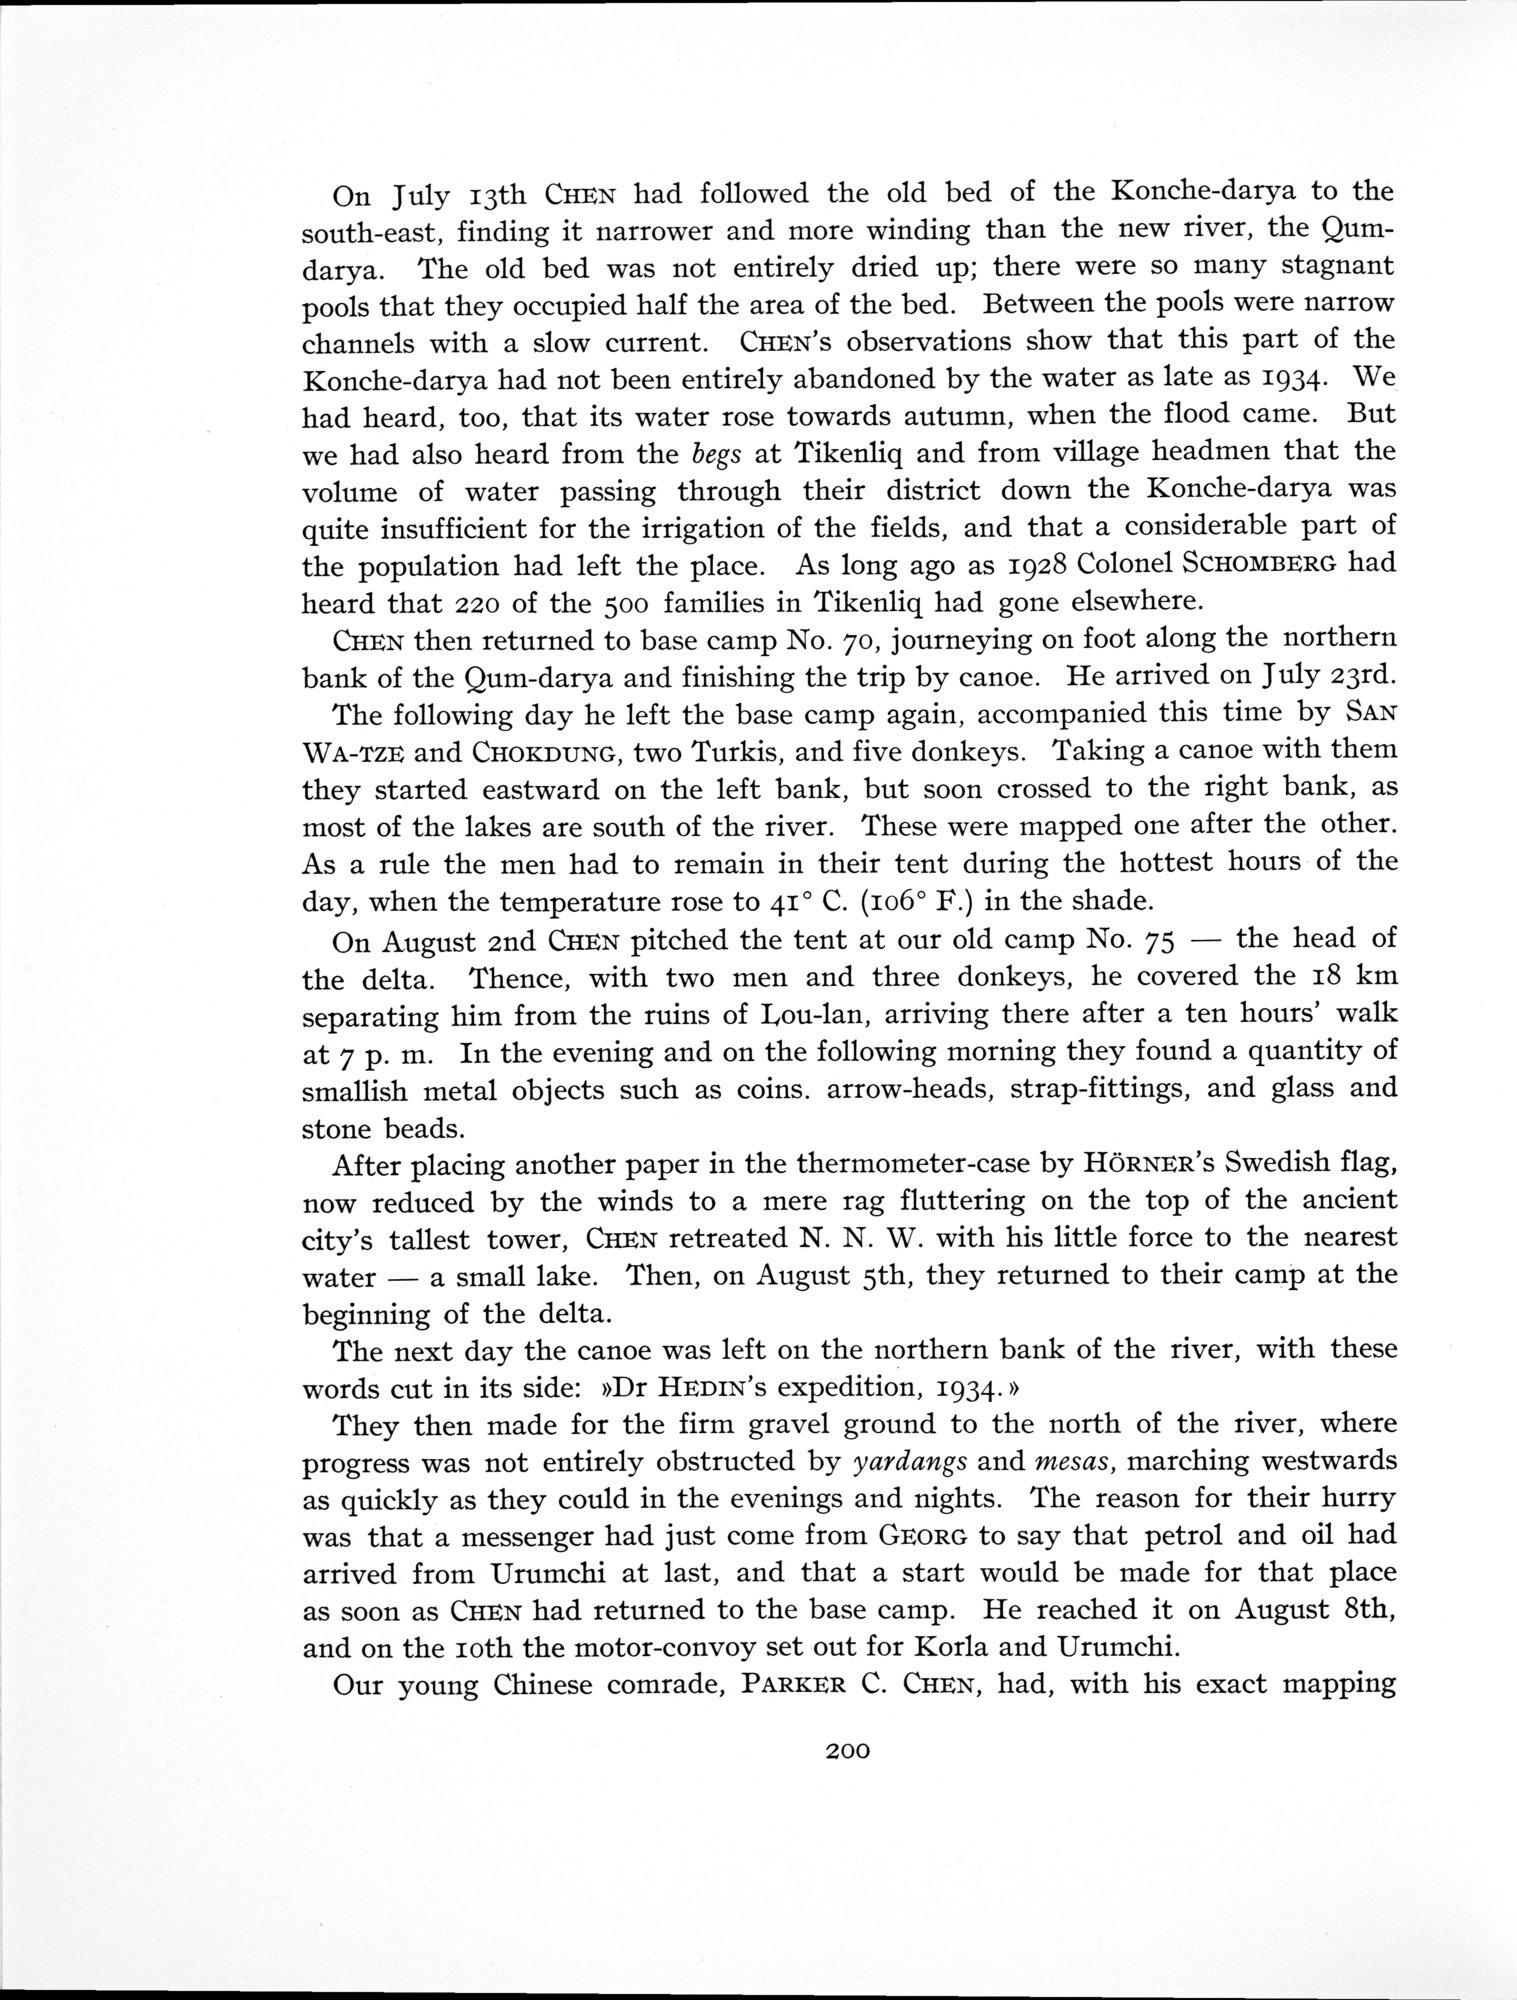 On July 13th CHEN had followed the old bed of the Konche-darya to the
south-east, finding it narrower and more winding than the new river, the Qum-
darya. The old bed was not entirely dried up; there were so many stagnant
pools that they occupied half the area of the bed. Between the pools were narrow
channels with a slow current. CHEN's observations show that this part of the
Konche-darya had not been entirely abandoned by the water as late as 1934. We
had heard, too, that its water rose towards autumn, when the flood came. But
we had also heard from the begs at Tikenliq and from village headmen that the
volume of water passing through their district down the Konche-darya was
quite insufficient for the irrigation of the fields, and that a considerable part of
the population had left the place. As long ago as 1928 Colonel SCHOMBERG had
heard that 220 of the 500 families in Tikenliq had gone elsewhere.
CHEN then returned to base camp No. 70, journeying on foot along the northern
bank of the Qum-darya and finishing the trip by canoe. He arrived on July 23rd.
The following day he left the base camp again, accompanied this time by SAN
WA-TZE and CHOKDUNG, two Turkis, and five donkeys. Taking a canoe with them
they started eastward on the left bank, but soon crossed to the right bank, as
most of the lakes are south of the river. These were mapped one after the other.
As a rule the men had to remain in their tent during the hottest hours of the
day, when the temperature rose to 41° C. (106° F.) in the shade.
On August 2nd CHEN pitched the tent at our old camp No. 75 — the head of
the delta. Thence, with two men and three donkeys, he covered the 18 km
separating him from the ruins of Lou-lan, arriving there after a ten hours' walk
at 7 p. m. In the evening and on the following morning they found a quantity of
smallish metal objects such as coins. arrow-heads, strap-fittings, and glass and
stone beads.
After placing another paper in the thermometer-case by HÖRNER's Swedish flag,
now reduced by the winds to a mere rag fluttering on the top of the ancient
city's tallest tower, CHEN retreated N. N. W. with his little force to the nearest
water — a small lake. Then, on August 5th, they returned to their camp at the
beginning of the delta.
The next day the canoe was left on the northern bank of the river, with these
words cut in its side: »Dr HEDIN's expedition, 1934.»
They then made for the firm gravel ground to the north of the river, where
progress was not entirely obstructed by yardangs and mesas, marching westwards
as quickly as they could in the evenings and nights. The reason for their hurry
was that a messenger had just come from GEORG to say that petrol and oil had
arrived from Urumchi at last, and that a start would be made for that place
as soon as CHEN had returned to the base camp. He reached it on August 8th,
and on the 10th the motor-convoy set out for Korla and Urumchi.
Our young Chinese comrade, PARKER C. CHEN, had, with his exact mapping
200